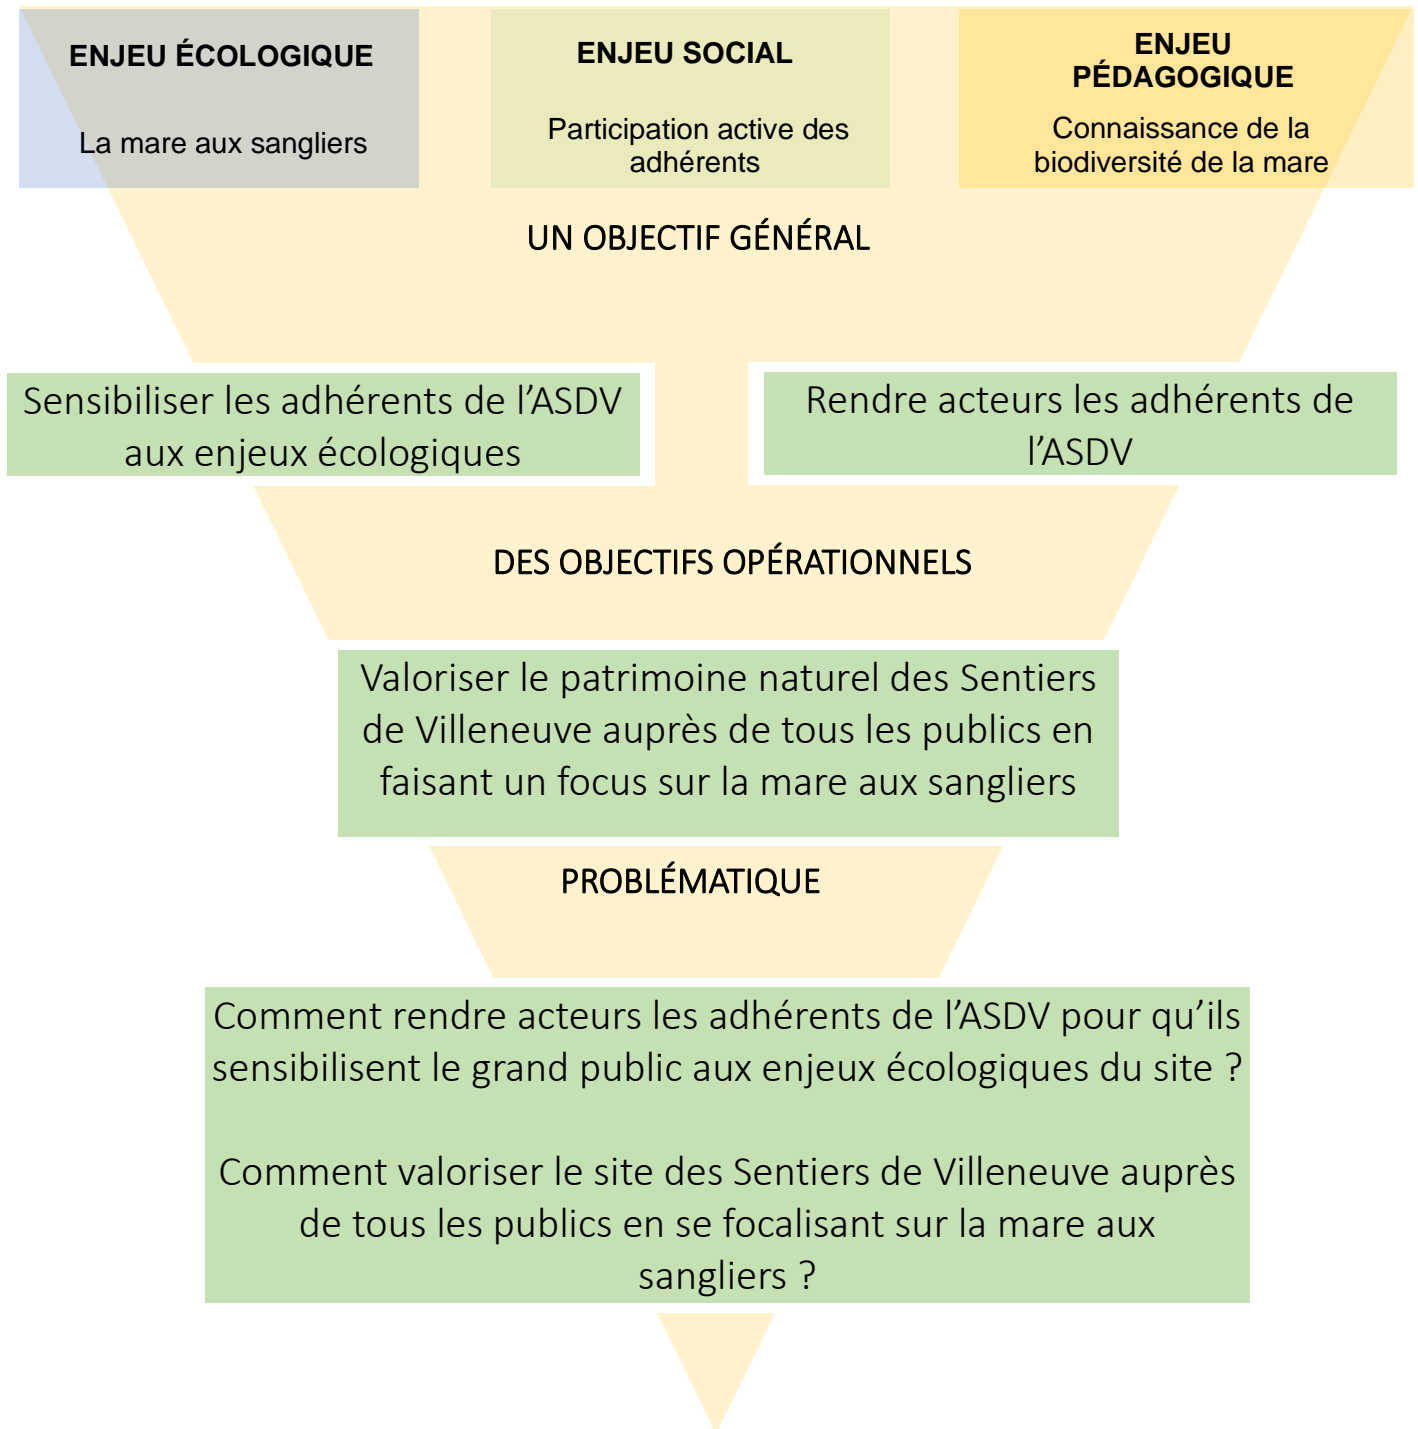 ENJEU ÉCOLOGIQUE
La mare aux sangliers
ENJEU SOCIAL
Participation active des
adhérents
ENJEU
PÉDAGOGIQUE
Connaissance de la
biodiversité de la mare
UN OBJECTIF GÉNÉRAL
Sensibiliser les adhérents de l’ASDV
aux enjeux écologiques
Rendre acteurs les adhérents de
l’ASDV
DES OBJECTIFS OPÉRATIONNELS
Valoriser le patrimoine naturel des Sentiers
de Villeneuve auprès de tous les publics en
faisant un focus sur la mare aux sangliers
PROBLÉMATIQUE
Comment rendre acteurs les adhérents de l’ASDV pour qu’ils
sensibilisent le grand public aux enjeux écologiques du site ?
Comment valoriser le site des Sentiers de Villeneuve auprès
de tous les publics en se focalisant sur la mare aux
sangliers ?